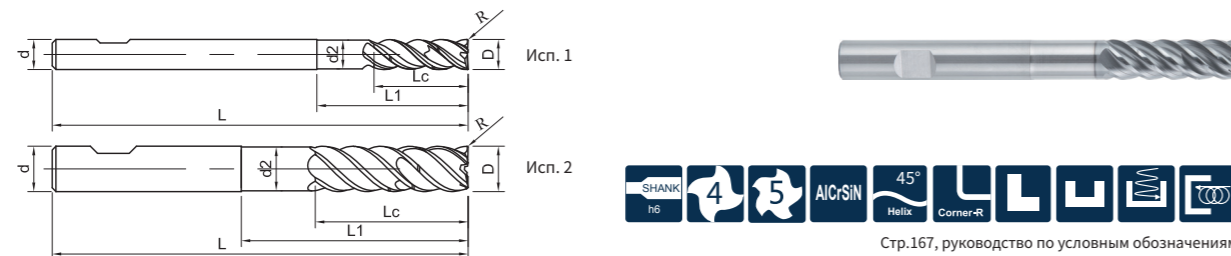 R
d
d2
D
Исп. 1
Lc
L1
L
R
d
d2
D
Исп. 2
Lc
L1
L
SHANK
h6
4
5
AlCrSiN
45°
Helix
Corner-R
Стр.167, руководство по условным обозначениям